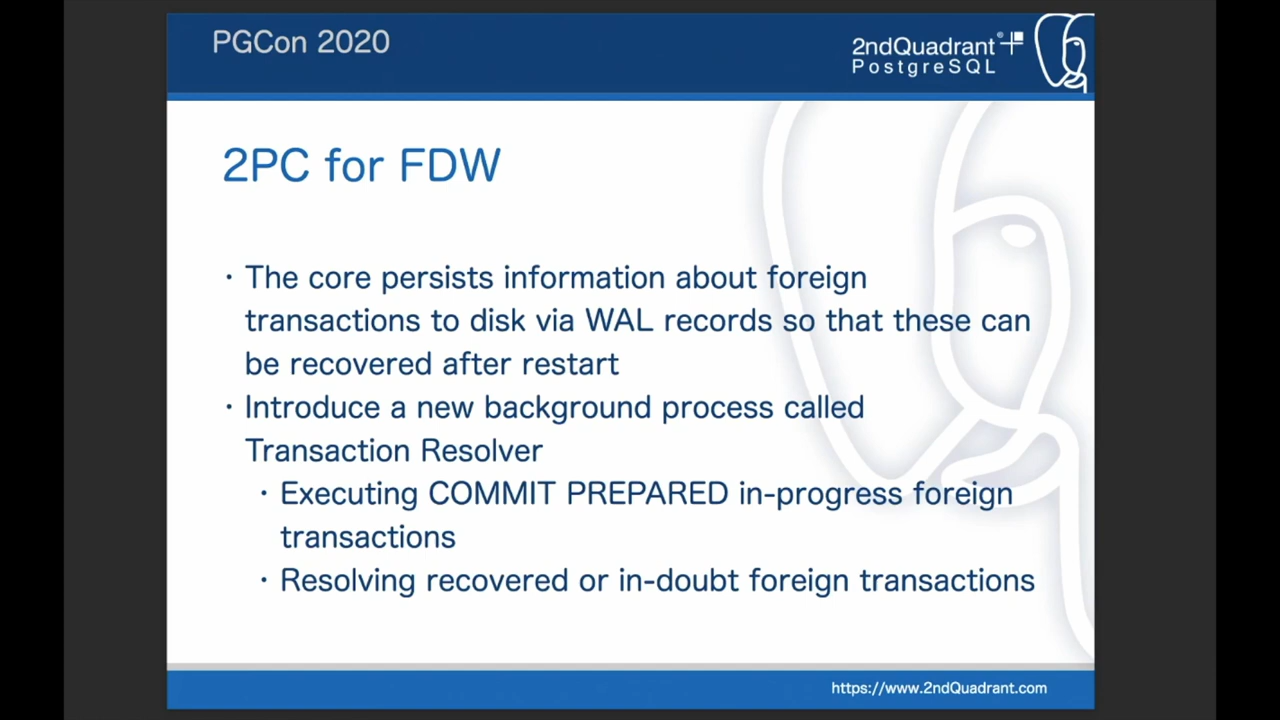 PGCon 2020
2ndQuadrant®
PostgreSQL
2PC for FDW
・The core persists information about foreign
transactions to disk via WAL records so that these can
be recovered after restart
・Introduce a new background process called
Transaction Resolver
・Executing COMMIT PREPARED in-progress foreign
transactions
・Resolving recovered or in-doubt foreign transactions
https://www.2ndQuadrant.com